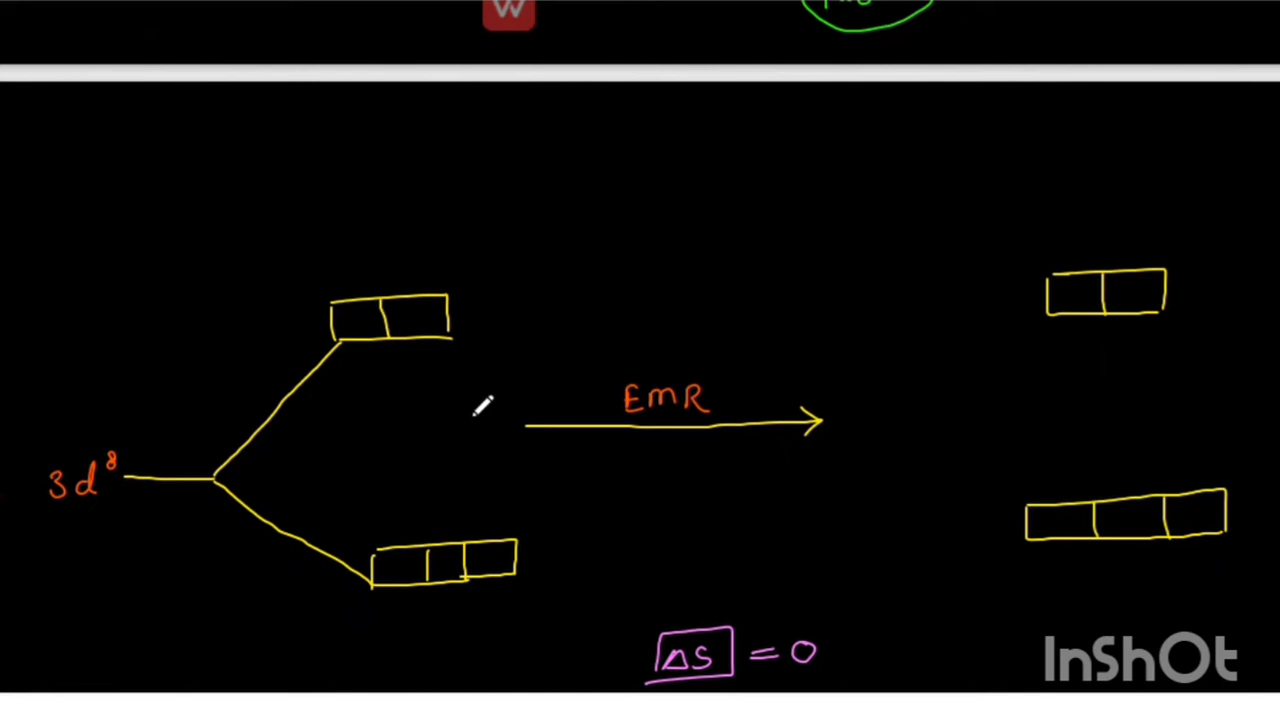 W
EmR
3d⁸
ΔS = 0
InShOt